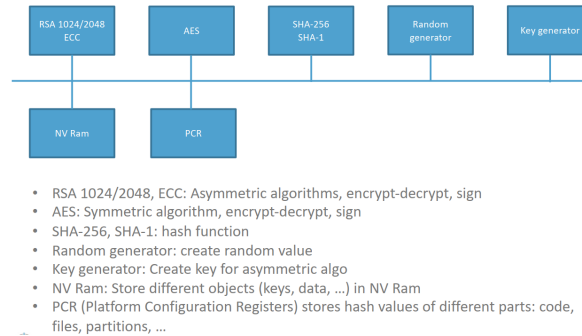 RSA 1024/2048
ECC
AES
SHA-256
SHA-1
Random
generator
Key generator
NV Ram
PCR
• RSA 1024/2048, ECC: Asymmetric algorithms, encrypt-decrypt, sign
• AES: Symmetric algorithm, encrypt-decrypt, sign
• SHA-256, SHA-1: hash function
• Random generator: create random value
• Key generator: Create key for asymmetric algo
• NV Ram: Store different objects (keys, data, …) in NV Ram
• PCR (Platform Configuration Registers) stores hash values of different parts: code,
files, partitions, …